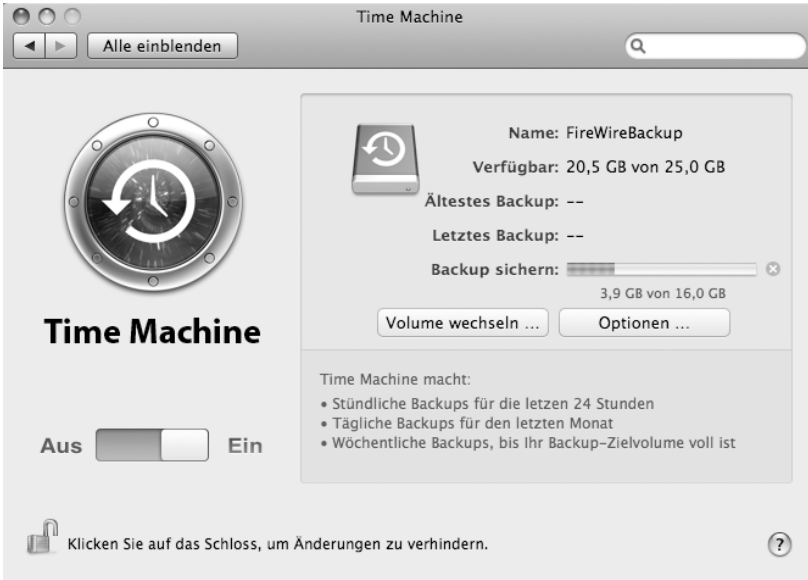 Time Machine
Alle einblenden
Name: FireWireBackup
Verfügbar: 20,5 GB von 25,0 GB
Ältestes Backup: --
Letztes Backup: --
Backup sichern:
3,9 GB von 16,0 GB
Volume wechseln ...
Optionen ...
Time Machine
Time Machine macht:
• Stündliche Backups für die letzen 24 Stunden
• Tägliche Backups für den letzten Monat
• Wöchentliche Backups, bis Ihr Backup-Zielvolume voll ist
Aus
Ein
Klicken Sie auf das Schloss, um Änderungen zu verhindern.
?